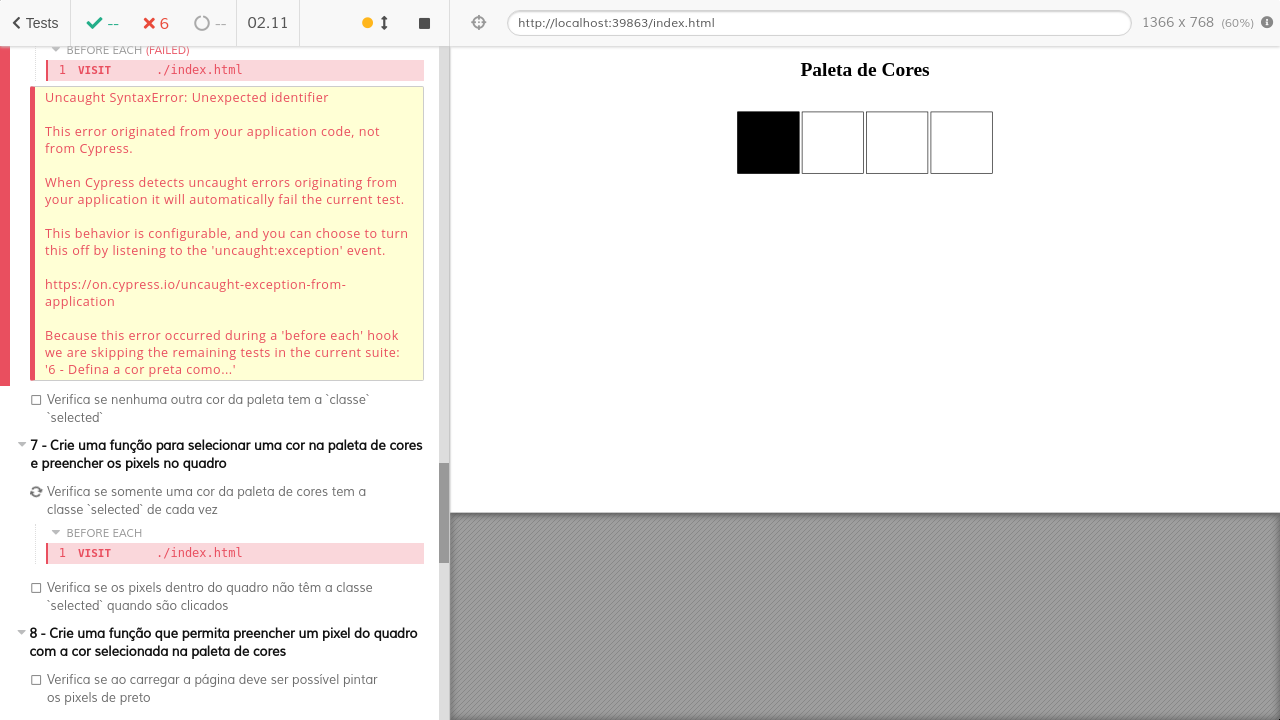 Tests
--
6
--
02.11
http://localhost:39863/index.html
1366 x 768 (60%)
BEFORE EACH (FAILED)
1 VISIT ./index.html
Uncaught SyntaxError: Unexpected identifier
This error originated from your application code, not
from Cypress.
When Cypress detects uncaught errors originating from
your application it will automatically fail the current test.
This behavior is configurable, and you can choose to turn
this off by listening to the 'uncaught:exception' event.
https://on.cypress.io/uncaught-exception-from-
application
Because this error occurred during a 'before each' hook
we are skipping the remaining tests in the current suite:
'6 - Defina a cor preta como...'
Verifica se nenhuma outra cor da paleta tem a `classe`
`selected`
7 - Crie uma função para selecionar uma cor na paleta de cores
e preencher os pixels no quadro
Verifica se somente uma cor da paleta de cores tem a
classe `selected` de cada vez
BEFORE EACH
1 VISIT ./index.html
Verifica se os pixels dentro do quadro não têm a classe
`selected` quando são clicados
8 - Crie uma função que permita preencher um pixel do quadro
com a cor selecionada na paleta de cores
Verifica se ao carregar a página deve ser possível pintar
os pixels de preto
Paleta de Cores